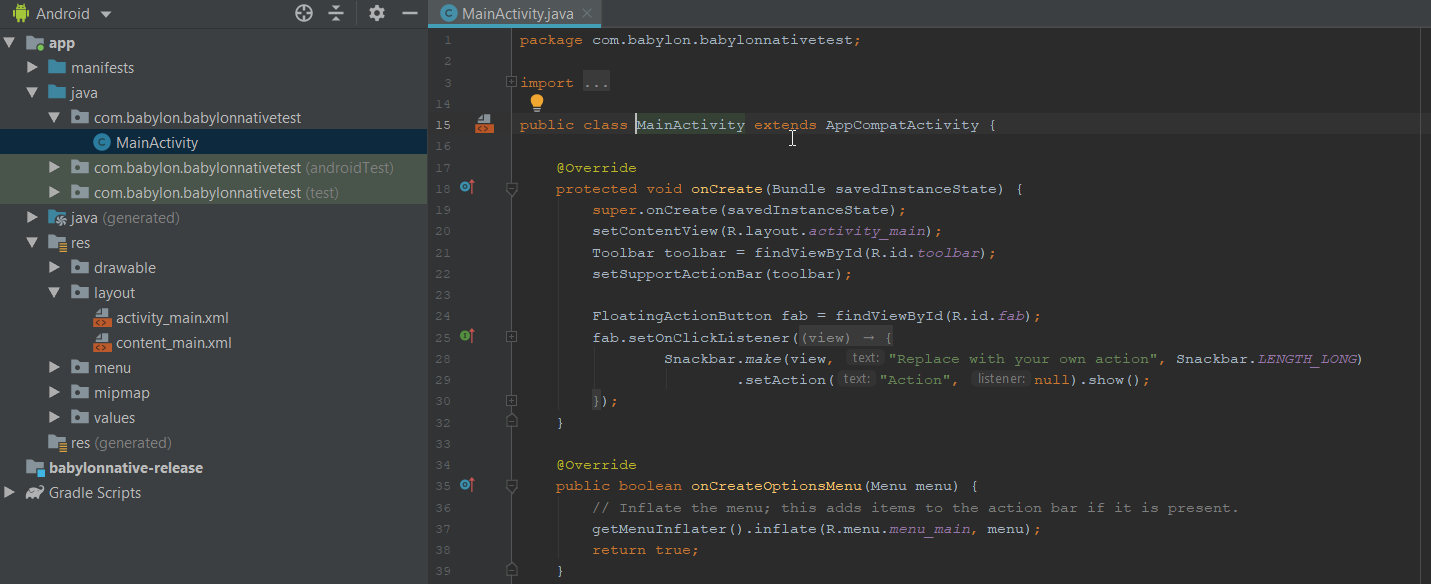 Android
app
manifests
java
com.babylon.babylonnativetest
MainActivity
com.babylon.babylonnativetest (androidTest)
com.babylon.babylonnativetest (test)
java (generated)
res
drawable
layout
activity_main.xml
content_main.xml
menu
mipmap
values
res (generated)
babylonnative-release
Gradle Scripts
MainActivity.java
1 package com.babylon.babylonnativetest;
2
3 import ...
14
15 public class MainActivity extends AppCompatActivity {
16
17 @Override
18 protected void onCreate(Bundle savedInstanceState) {
19 super.onCreate(savedInstanceState);
20 setContentView(R.layout.activity_main);
21 Toolbar toolbar = findViewById(R.id.toolbar);
22 setSupportActionBar(toolbar);
23
24 FloatingActionButton fab = findViewById(R.id.fab);
25 fab.setOnClickListener((view) → {
28 Snackbar.make(view, text: "Replace with your own action", Snackbar.LENGTH_LONG)
29 .setAction( text: "Action", listener: null).show();
30 });
32 }
33
34 @Override
35 public boolean onCreateOptionsMenu(Menu menu) {
36 // Inflate the menu; this adds items to the action bar if it is present.
37 getMenuInflater().inflate(R.menu.menu_main, menu);
38 return true;
39 }